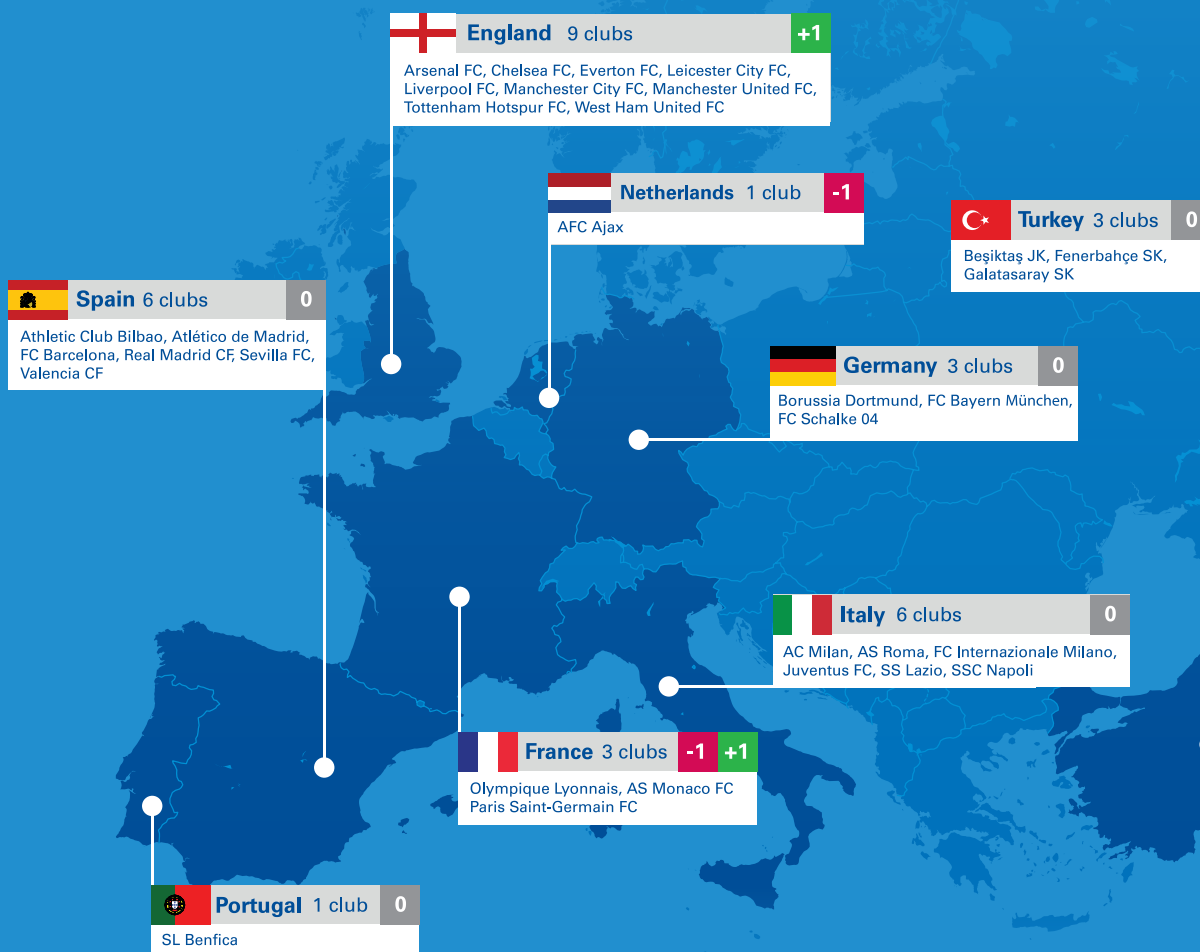 England 9 clubs +1
Arsenal FC, Chelsea FC, Everton FC, Leicester City FC,
Liverpool FC, Manchester City FC, Manchester United FC,
Tottenham Hotspur FC, West Ham United FC
Netherlands 1 club -1
AFC Ajax
Turkey 3 clubs 0
Beşiktaş JK, Fenerbahçe SK,
Galatasaray SK
Spain 6 clubs 0
Athletic Club Bilbao, Atlético de Madrid,
FC Barcelona, Real Madrid CF, Sevilla FC,
Valencia CF
Germany 3 clubs 0
Borussia Dortmund, FC Bayern München,
FC Schalke 04
Italy 6 clubs 0
AC Milan, AS Roma, FC Internazionale Milano,
Juventus FC, SS Lazio, SSC Napoli
France 3 clubs -1 +1
Olympique Lyonnais, AS Monaco FC
Paris Saint-Germain FC
Portugal 1 club 0
SL Benfica